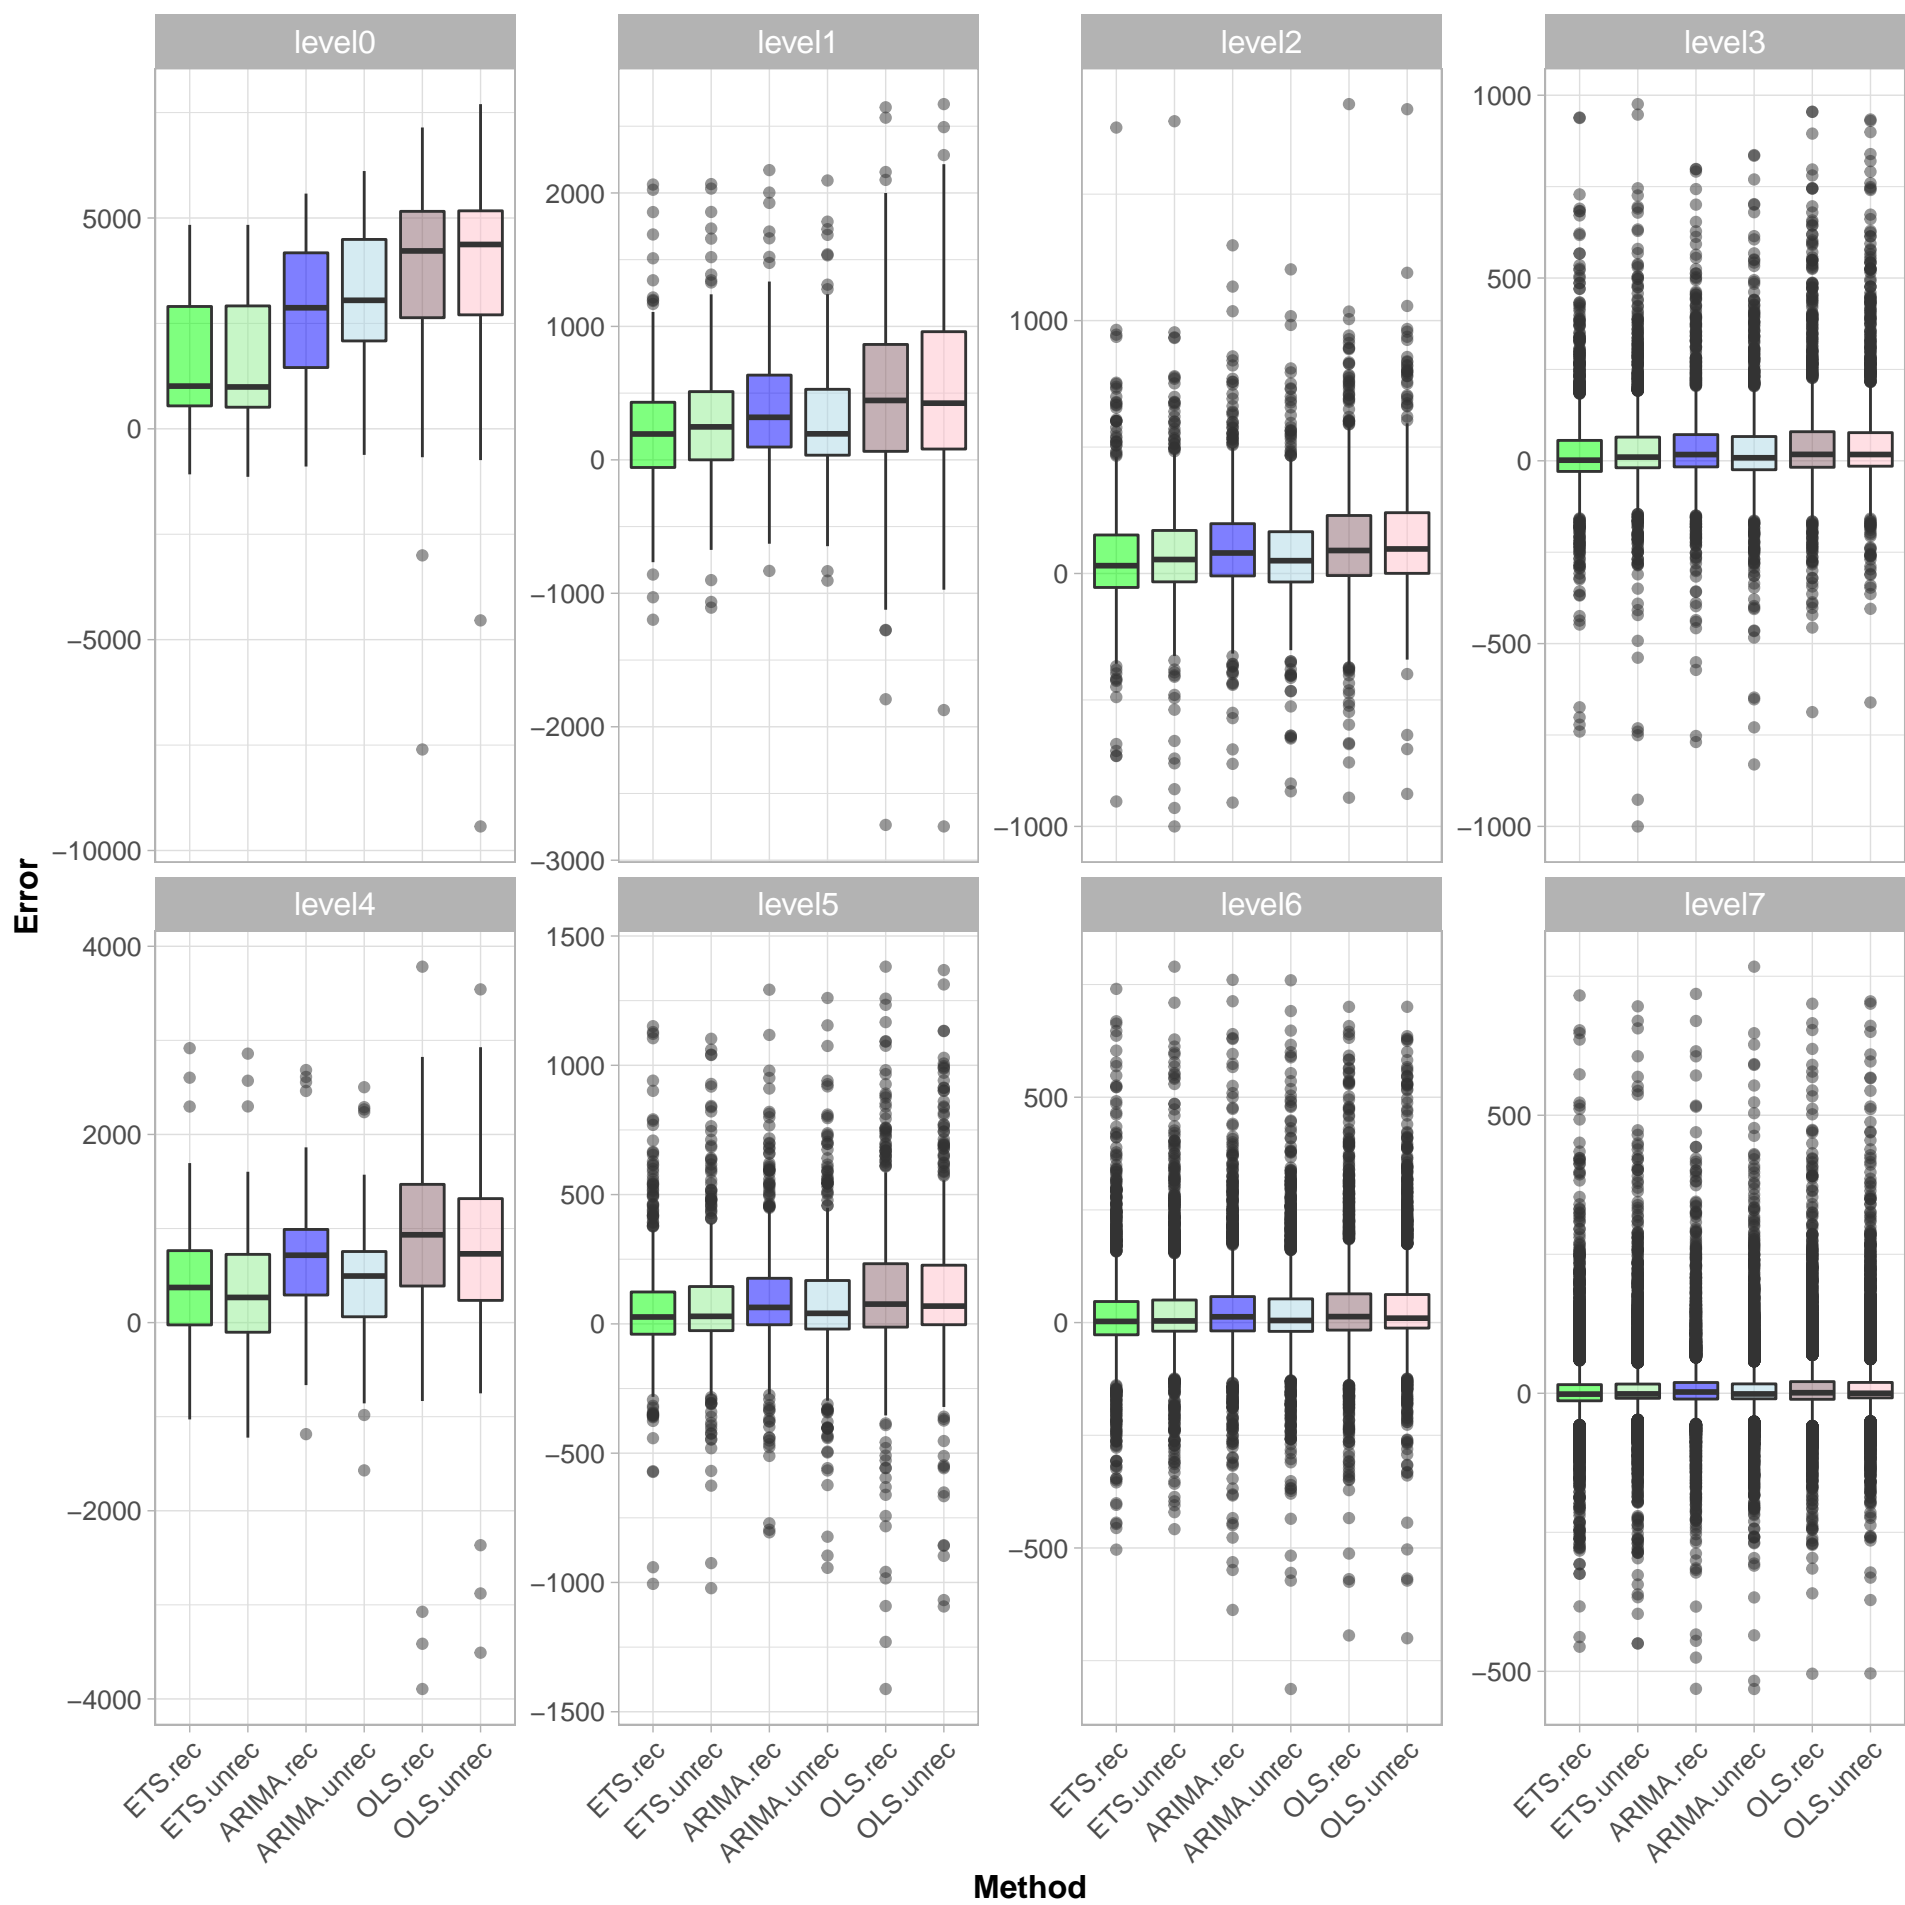 level0
level1
level2
level3
5000
0
−5000
−10000
2000
1000
0
−1000
−2000
−3000
1000
0
−1000
1000
500
0
−500
−1000
Error
level4
level5
level6
level7
4000
2000
0
−2000
−4000
1500
1000
500
0
−500
−1000
−1500
500
0
−500
500
0
−500
ETS.rec
ETS.unrec
ARIMA.rec
ARIMA.unrec
OLS.rec
OLS.unrec
ETS.rec
ETS.unrec
ARIMA.rec
ARIMA.unrec
OLS.rec
OLS.unrec
ETS.rec
ETS.unrec
ARIMA.rec
ARIMA.unrec
OLS.rec
OLS.unrec
ETS.rec
ETS.unrec
ARIMA.rec
ARIMA.unrec
OLS.rec
OLS.unrec
Method